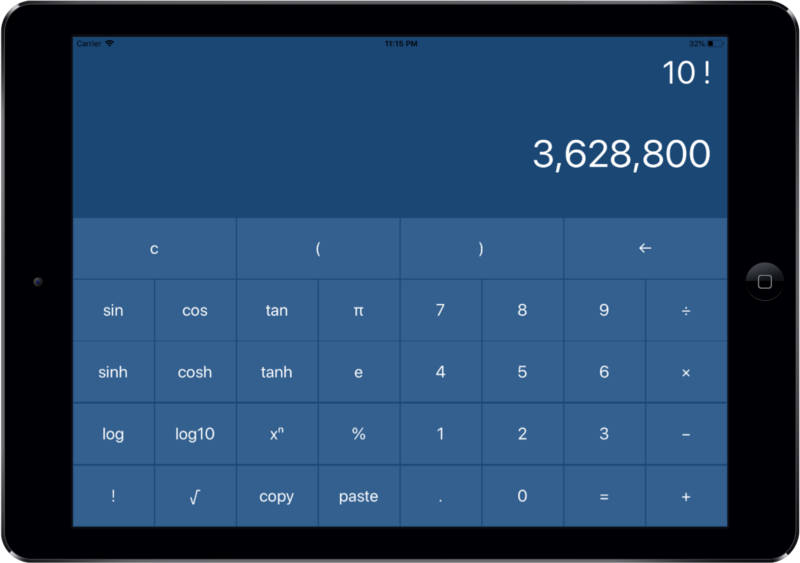 Carrier 11:15 PM 32%
10 !
3,628,800
c ( ) ←
sin cos tan π 7 8 9 ÷
sinh cosh tanh e 4 5 6 ×
log log10 xⁿ % 1 2 3 −
! √ copy paste . 0 = +